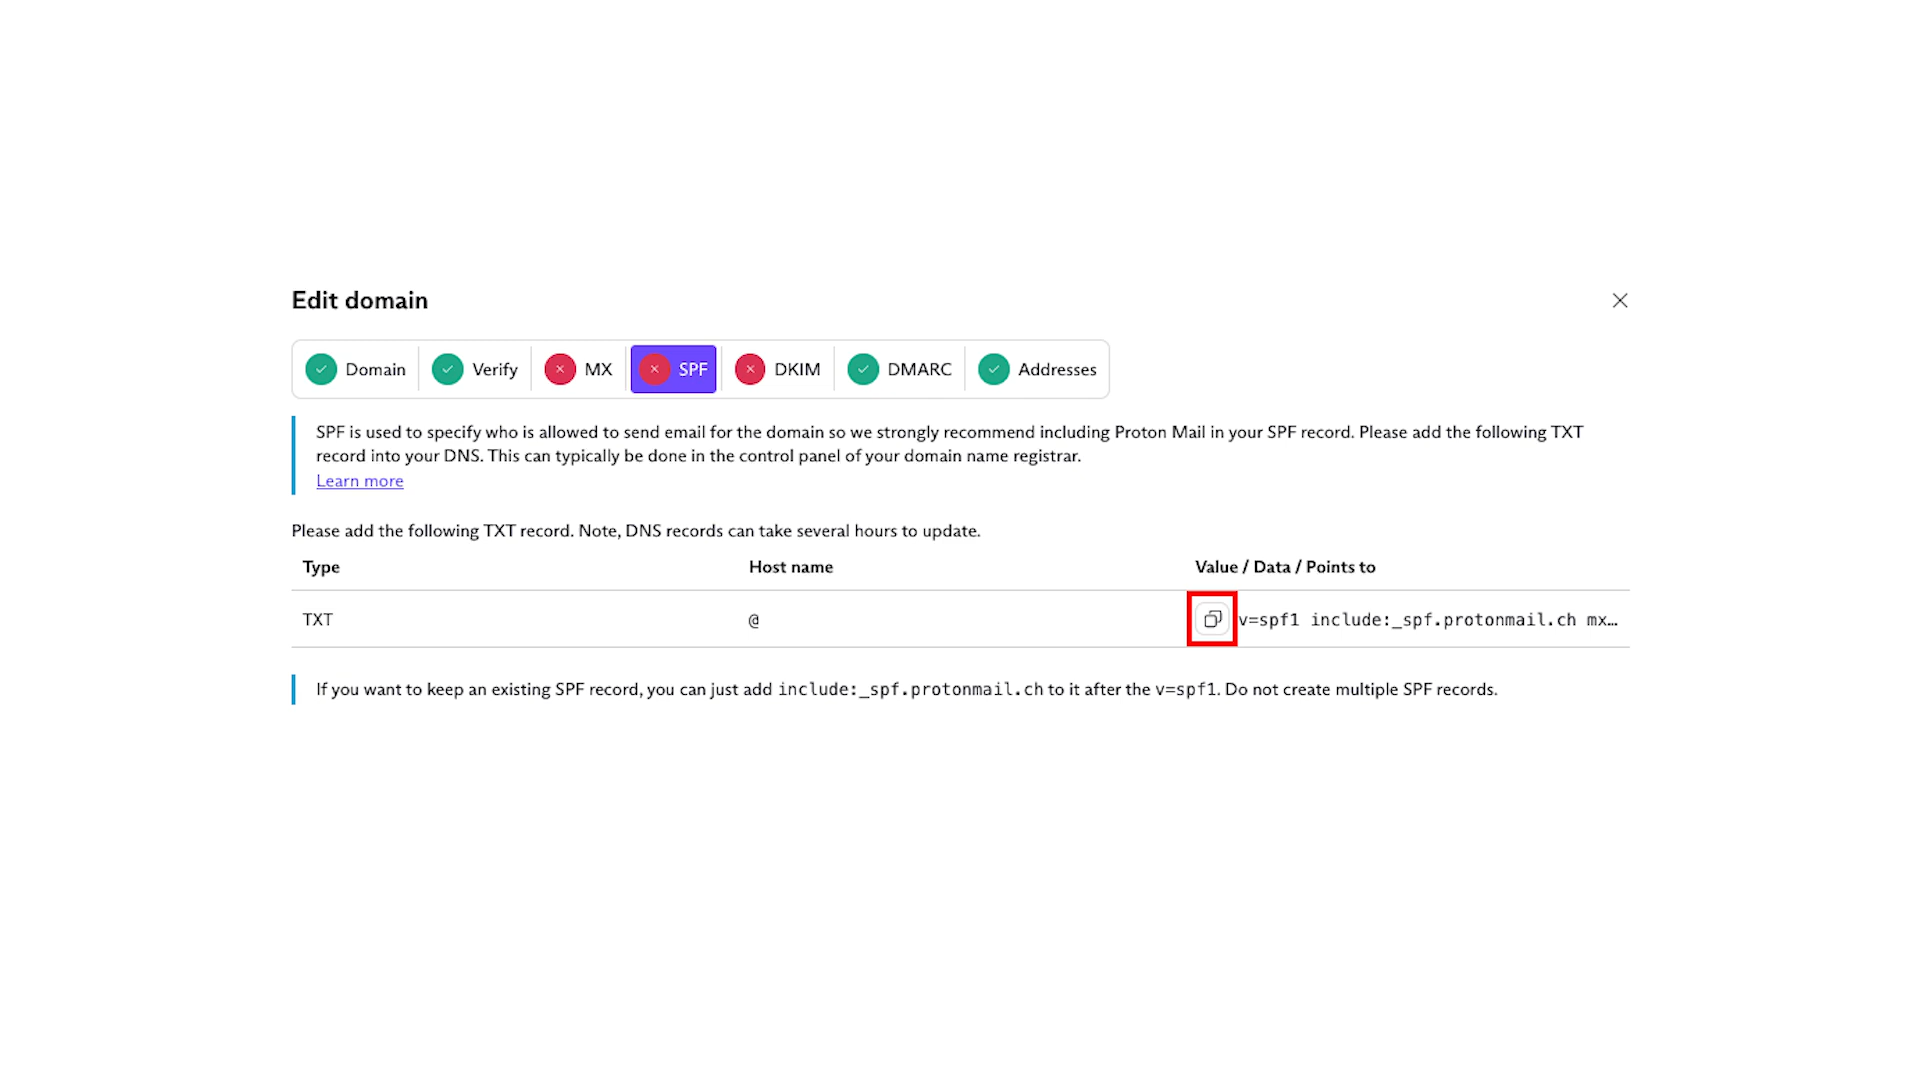 Edit domain
Domain Verify MX SPF DKIM DMARC Addresses
SPF is used to specify who is allowed to send email for the domain so we strongly recommend including Proton Mail in your SPF record. Please add the following TXT
record into your DNS. This can typically be done in the control panel of your domain name registrar.
Learn more
Please add the following TXT record. Note, DNS records can take several hours to update.
Type Host name Value / Data / Points to
TXT @ v=spf1 include:_spf.protonmail.ch mx…
If you want to keep an existing SPF record, you can just add include:_spf.protonmail.ch to it after the v=spf1. Do not create multiple SPF records.